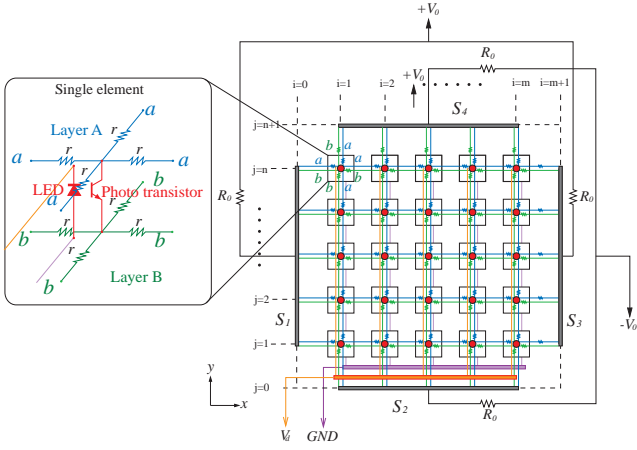 +V₀
R₀
i=0
i=1
i=2
+V₀
i=m
i=m+1
S₄
j=n+1
Single element
a
Layer A
r
a
r
r
a
b
a
b
a
a
j=n
b
b
a
LED
a
Photo transistor
b
R₀
R₀
b
r
r
r
b
r
b
Layer B
j=2
S₁
S₃
-V₀
j=1
y
j=0
x
S₂
R₀
V_d
GND